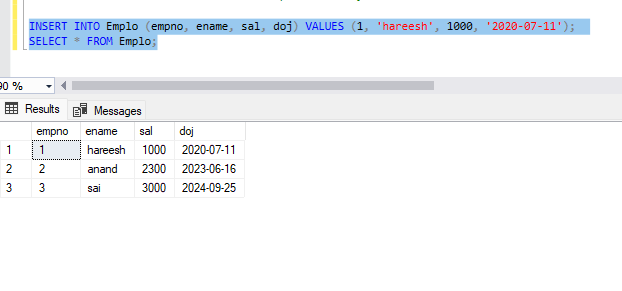 INSERT INTO Emplo (empno, ename, sal, doj) VALUES (1, 'hareesh', 1000, '2020-07-11');
SELECT * FROM Emplo;
90 %
Results Messages
empno ename sal doj
1 1 hareesh 1000 2020-07-11
2 2 anand 2300 2023-06-16
3 3 sai 3000 2024-09-25